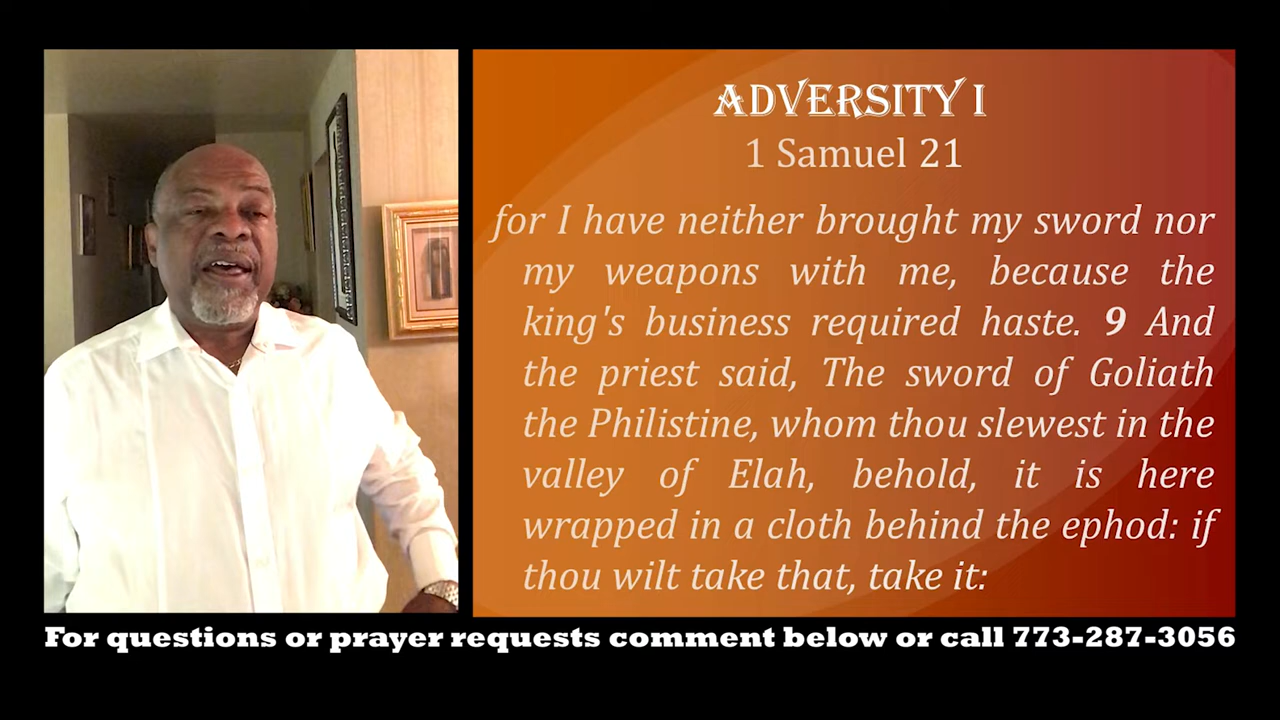 ADVERSITY I
1 Samuel 21
for I have neither brought my sword nor
my weapons with me, because the
king's business required haste. 9 And
the priest said, The sword of Goliath
the Philistine, whom thou slewest in the
valley of Elah, behold, it is here
wrapped in a cloth behind the ephod: if
thou wilt take that, take it:
For questions or prayer requests comment below or call 773-287-3056